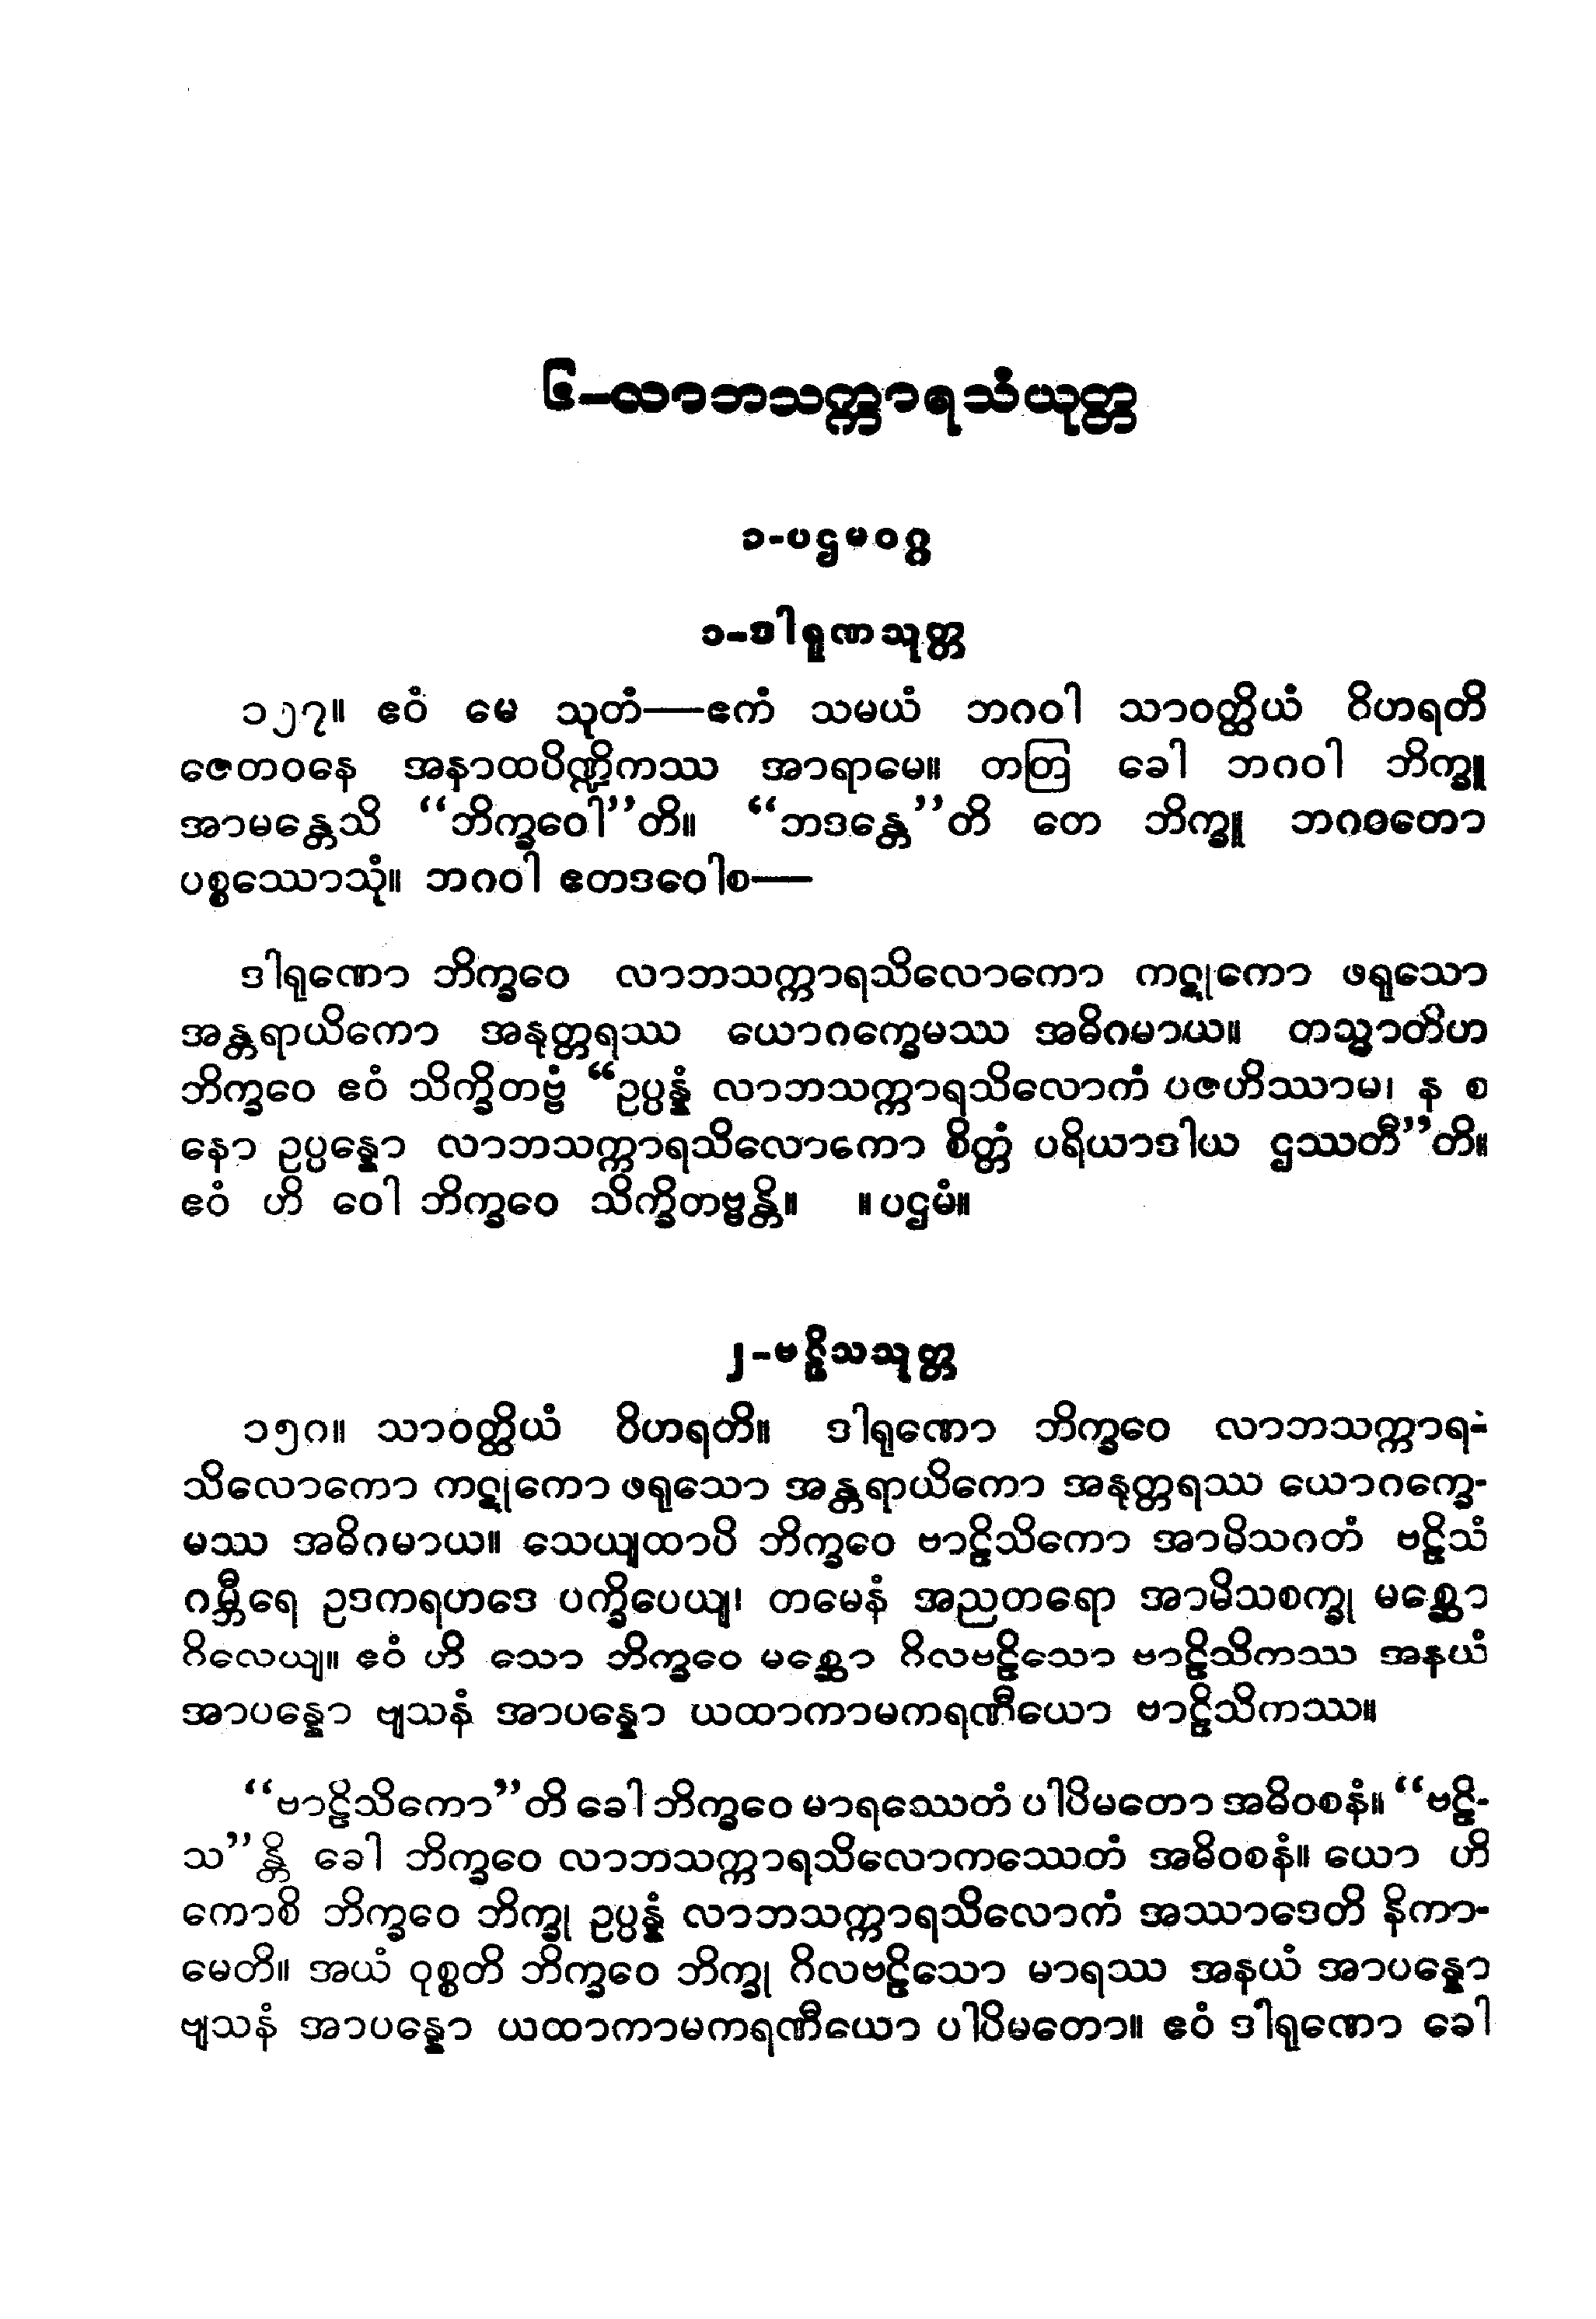 ၆-လာဘသက္ကာရသံယုတ္တ
၁-ပဌမဝဂ္ဂ
၁-ဒါရုဏသုတ္တ
၁၂၇။ ဧဝံ မေ သုတံ—ဧကံ သမယံ ဘဂဝါ သာဝတ္ထိယံ ဝိဟရတိ
ဇေတဝနေ အနာထပိဏ္ဍိကဿ အာရာမေ။ တတြ ခေါ ဘဂဝါ ဘိက္ခူ
အာမန္တေသိ “ဘိက္ခဝေါ”တိ။ “ဘဒန္တေ”တိ တေ ဘိက္ခူ ဘဂဝတော
ပစ္စဿောသုံ။ ဘဂဝါ ဧတဒဝေါစ—
ဒါရုဏော ဘိက္ခဝေ လာဘသက္ကာရသိလောကော ကဋုကော ဖရုသော
အန္တရာယိကော အနုတ္တရဿ ယောဂက္ခေမဿ အဓိဂမာယ။ တသ္မာတိဟ
ဘိက္ခဝေ ဧဝံ သိက္ခိတဗ္ဗံ “ဥပ္ပန္နံ လာဘသက္ကာရသိလောကံ ပဇဟိဿာမ၊ န စ
နော ဥပ္ပန္နော လာဘသက္ကာရသိလောကော စိတ္တံ ပရိယာဒါယ ဌဿတီ”တိ။
ဧဝံ ဟိ ဝေါ ဘိက္ခဝေ သိက္ခိတဗ္ဗန္တိ။ ။ပဌမံ။
၂-ဗဠိသသုတ္တ
၁၅၈။ သာဝတ္ထိယံ ဝိဟရတိ။ ဒါရုဏော ဘိက္ခဝေ လာဘသက္ကာရ-
သိလောကော ကဋုကော ဖရုသော အန္တရာယိကော အနုတ္တရဿ ယောဂက္ခေ-
မဿ အဓိဂမာယ။ သေယျထာပိ ဘိက္ခဝေ ဗာဠိသိကော အာမိသဂတံ ဗဠိသံ
ဂမ္ဘီရေ ဥဒကရဟဒေ ပက္ခိပေယျ၊ တမေနံ အညတရော အာမိသစက္ခု မစ္ဆော
ဂိလေယျ။ ဧဝံ ဟိ သော ဘိက္ခဝေ မစ္ဆော ဂိလဗဠိသော ဗာဠိသိကဿ အနယံ
အာပန္နော ဗျသနံ အာပန္နော ယထာကာမကရဏီယော ဗာဠိသိကဿ။
“ဗာဠိသိကော”တိ ခေါ ဘိက္ခဝေ မာရဿေတံ ပါပိမတော အဓိဝစနံ။ “ဗဠိ-
သ”န္တိ ခေါ ဘိက္ခဝေ လာဘသက္ကာရသိလောကဿေတံ အဓိဝစနံ။ ယော ဟိ
ကောစိ ဘိက္ခဝေ ဘိက္ခု ဥပ္ပန္နံ လာဘသက္ကာရသိလောကံ အဿာဒေတိ နိကာ-
မေတိ။ အယံ ဝုစ္စတိ ဘိက္ခဝေ ဘိက္ခု ဂိလဗဠိသော မာရဿ အနယံ အာပန္နော
ဗျသနံ အာပန္နော ယထာကာမကရဏီယော ပါပိမတော။ ဧဝံ ဒါရုဏော ခေါ